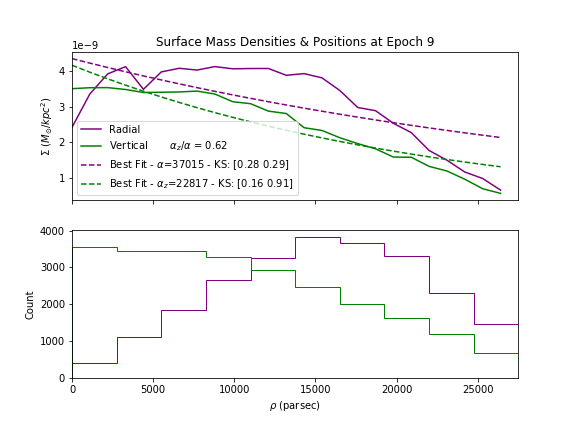 Surface Mass Densities & Positions at Epoch 9
1e−9
4
3
2
1
Σ (M⊙/kpc²)
Radial
Vertical αz/α = 0.62
Best Fit - α=37015 - KS: [0.28 0.29]
Best Fit - αz=22817 - KS: [0.16 0.91]
4000
3000
2000
1000
0
Count
0 5000 10000 15000 20000 25000
ρ (parsec)